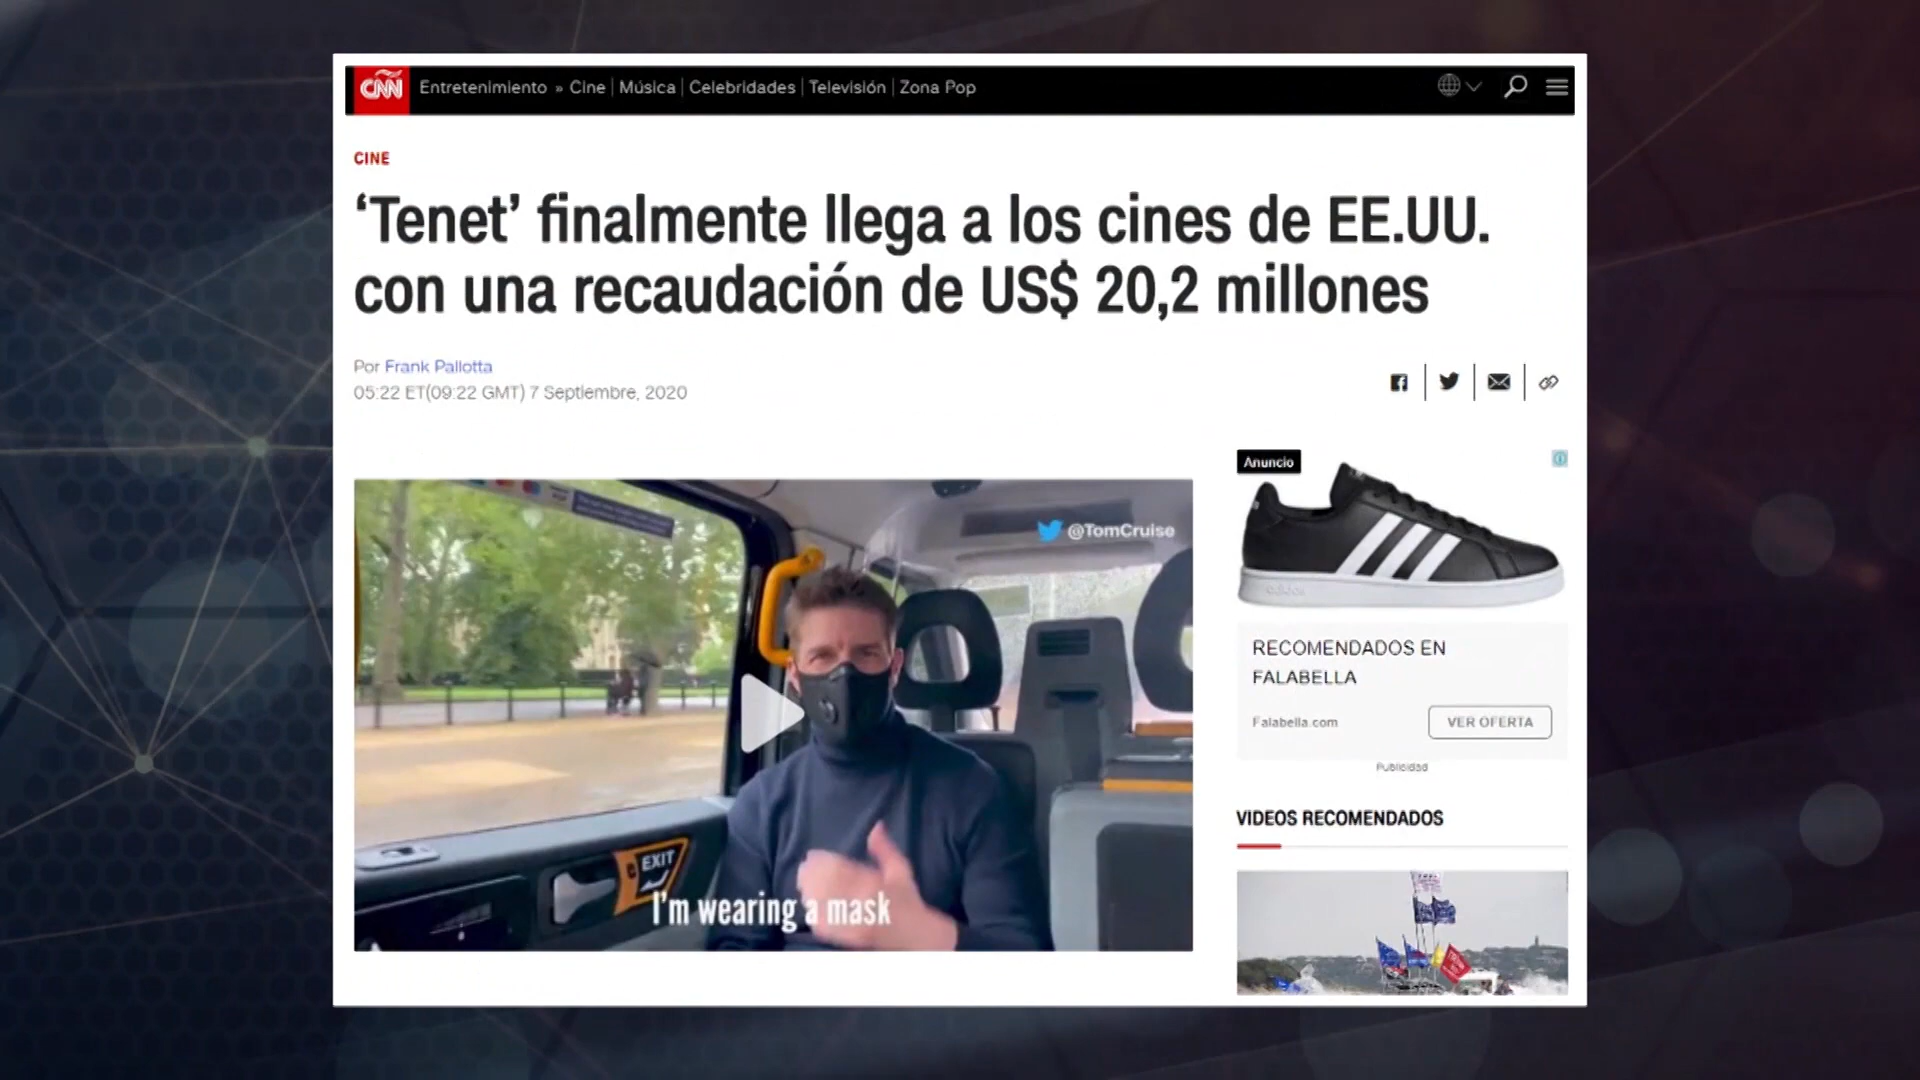 CNN
Entretenimiento » Cine | Música | Celebridades | Televisión | Zona Pop
CINE
‘Tenet’ finalmente llega a los cines de EE.UU.
con una recaudación de US$ 20,2 millones
Por Frank Pallotta
05:22 ET(09:22 GMT) 7 Septiembre, 2020
@TomCruise
EXIT
I'm wearing a mask
Anuncio
adidas
RECOMENDADOS EN
FALABELLA
Falabella.com
VER OFERTA
Publicidad
VIDEOS RECOMENDADOS